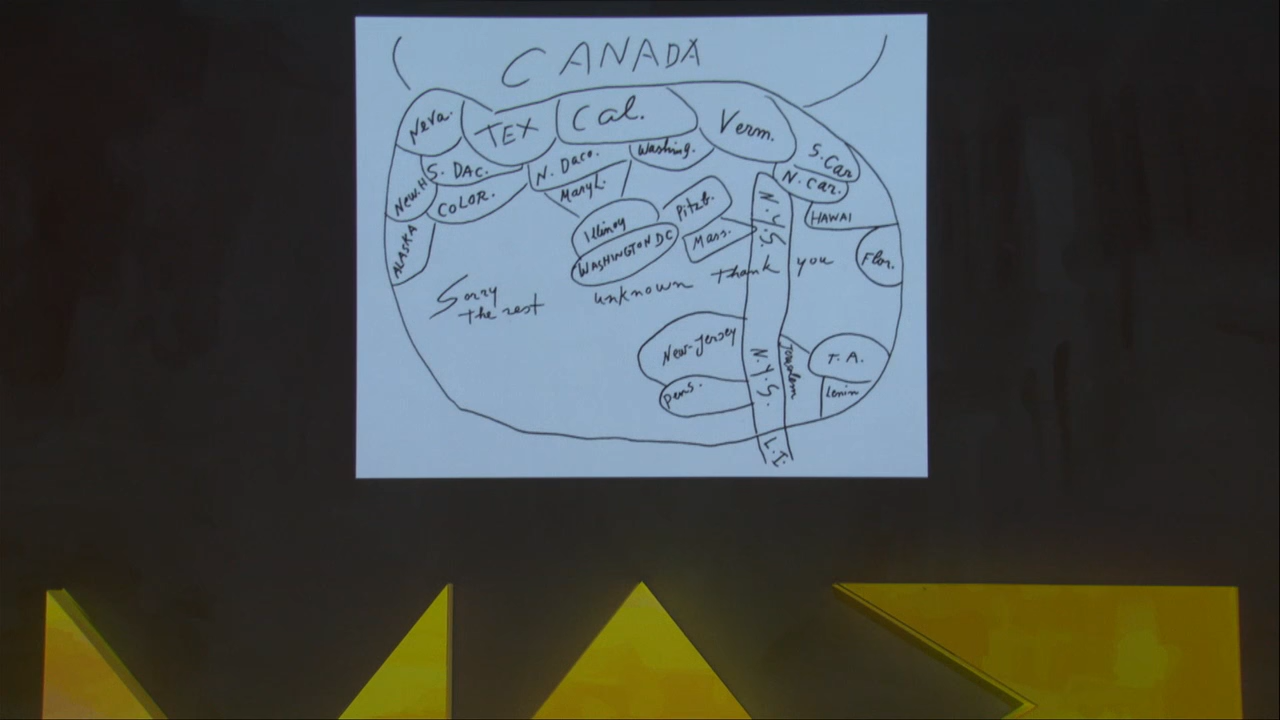 CANADA
Neva.
TEX
Cal.
Verm.
S. Car
S. DAC.
N. Daco.
Washing.
N. Car.
New. H
COLOR.
Maryl.
Pitzb.
HAWAI
ALASKA
Illinoy
WASHINGTON DC
Mass.
N.Y.S.
Flor.
Sorry
the rest unknown thank you
New-Jersey
N.Y.S.
Jerusalem
T.A.
Pens.
Lenin
L.I.